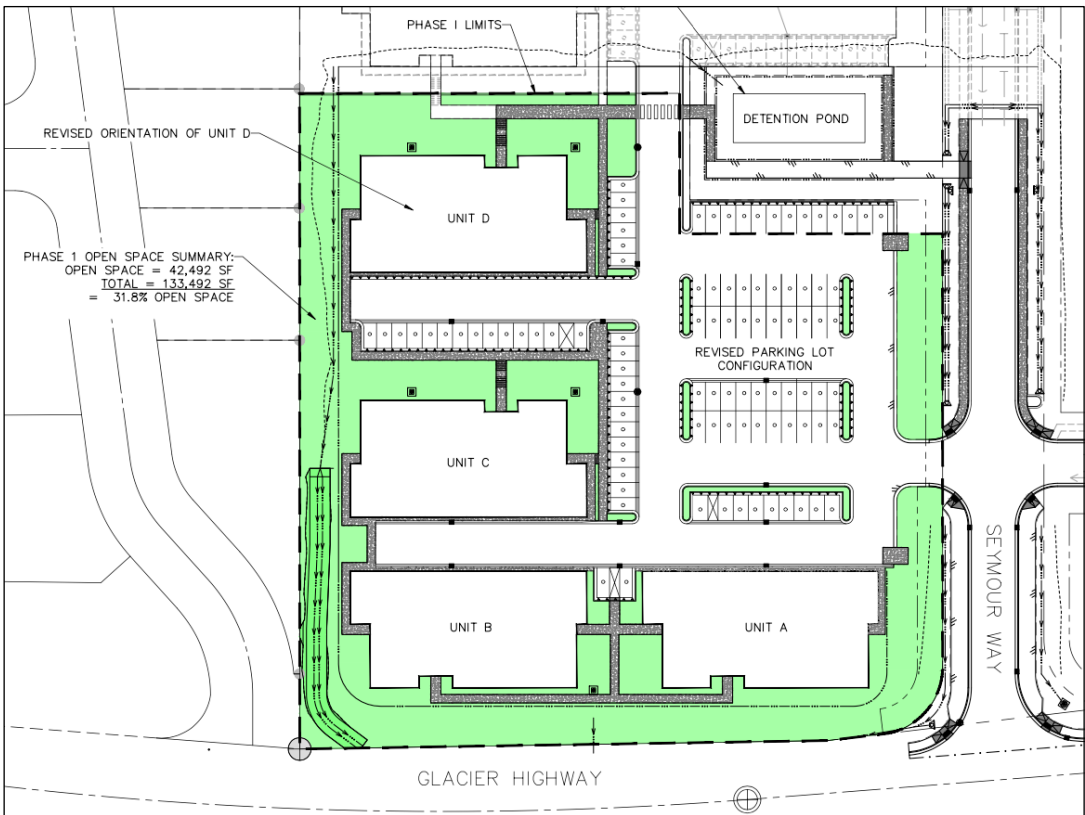 PHASE I LIMITS
REVISED ORIENTATION OF UNIT D
DETENTION POND
UNIT D
PHASE 1 OPEN SPACE SUMMARY:
OPEN SPACE = 42,492 SF
TOTAL = 133,492 SF
= 31.8% OPEN SPACE
REVISED PARKING LOT
CONFIGURATION
UNIT C
UNIT B
UNIT A
SEYMOUR WAY
GLACIER HIGHWAY